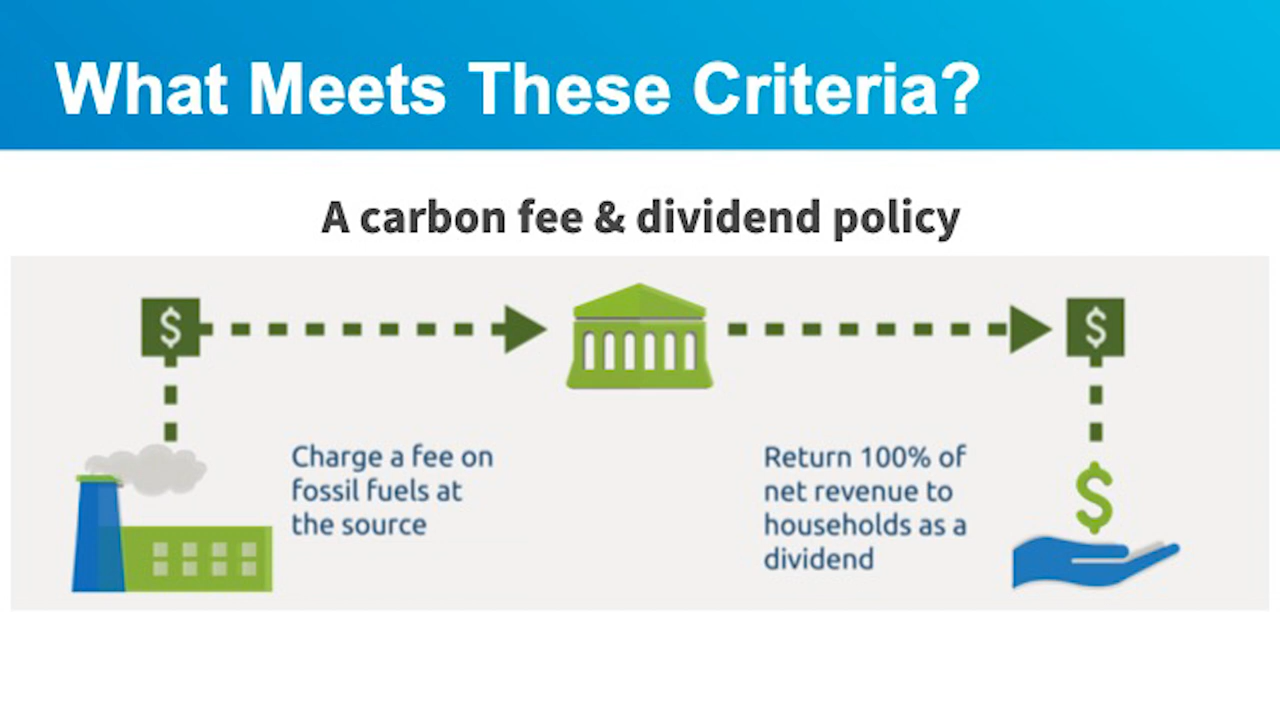 What Meets These Criteria?
A carbon fee & dividend policy
$
$
Charge a fee on
fossil fuels at
the source
Return 100% of
net revenue to
households as a
dividend
$